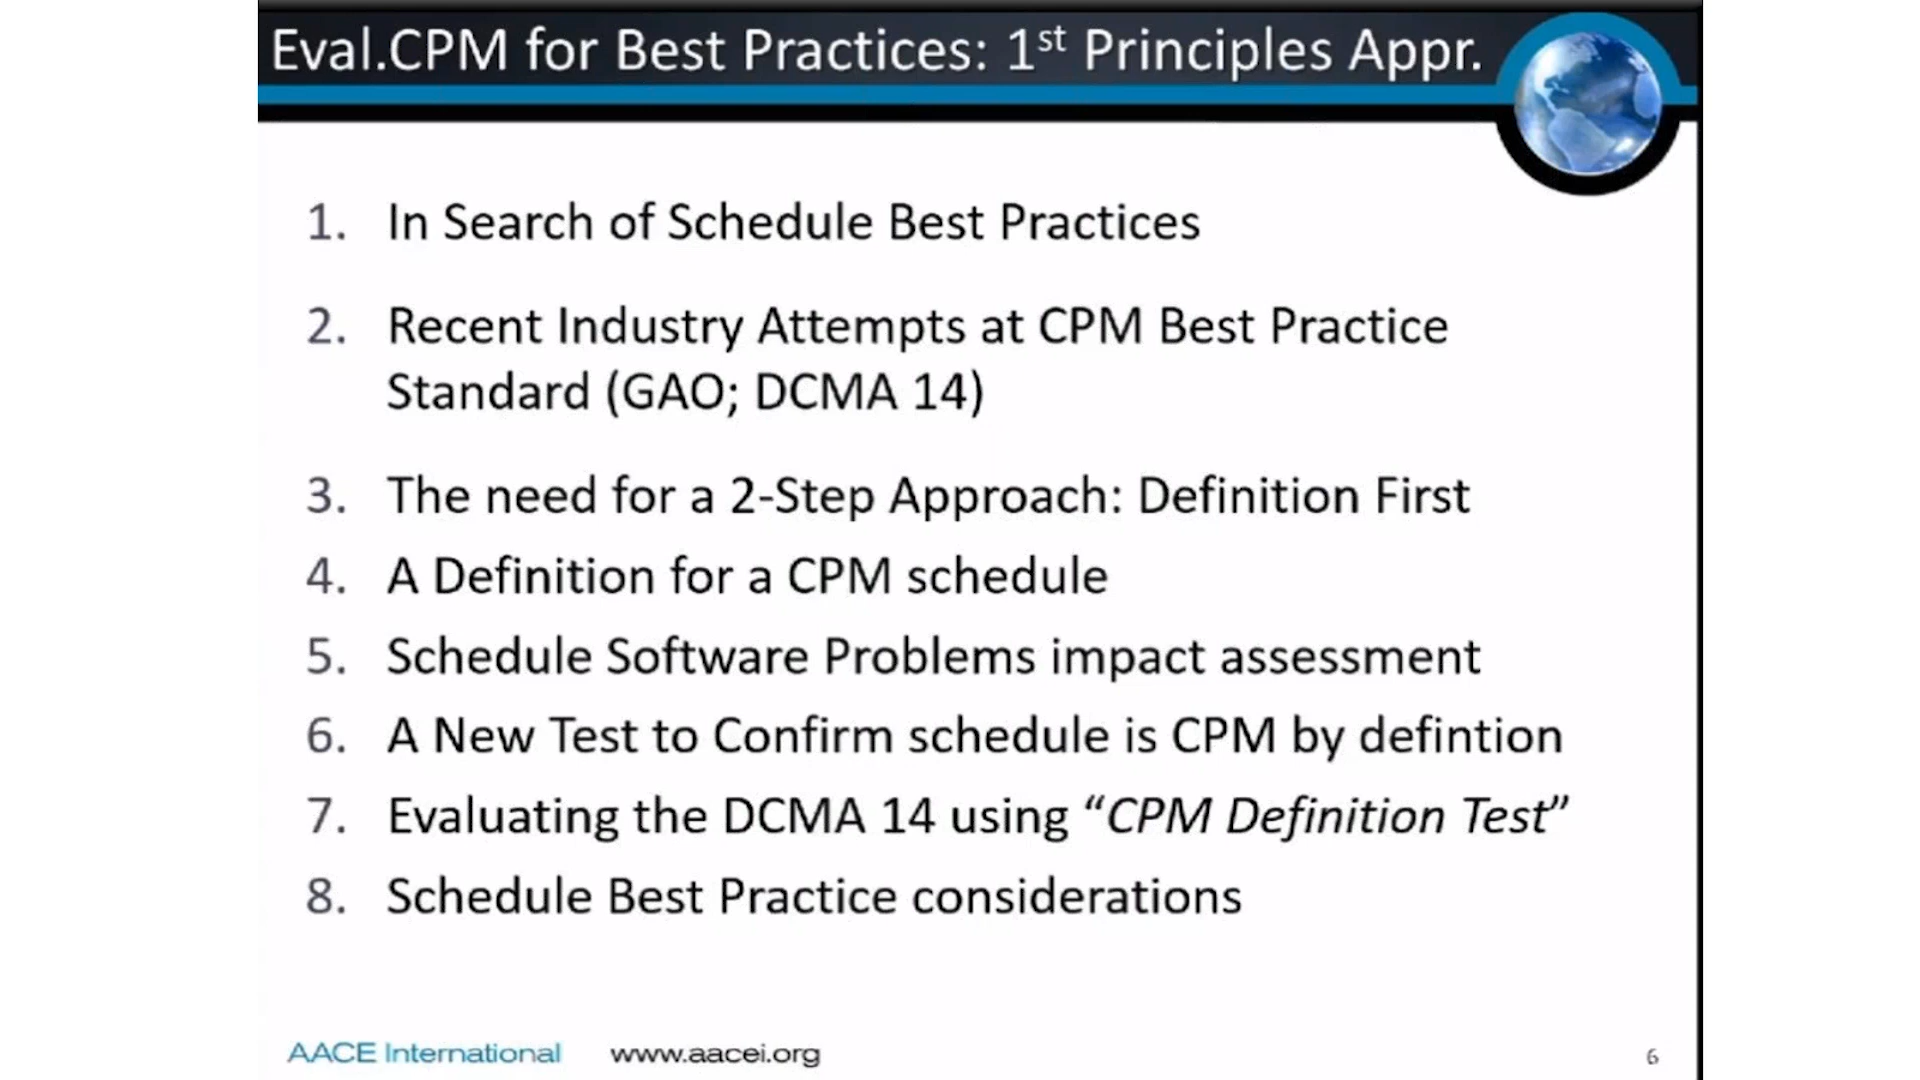 Eval.CPM for Best Practices: 1st Principles Appr.
1. In Search of Schedule Best Practices
2. Recent Industry Attempts at CPM Best Practice
Standard (GAO; DCMA 14)
3. The need for a 2-Step Approach: Definition First
4. A Definition for a CPM schedule
5. Schedule Software Problems impact assessment
6. A New Test to Confirm schedule is CPM by defintion
7. Evaluating the DCMA 14 using “CPM Definition Test”
8. Schedule Best Practice considerations
AACE International www.aacei.org 6